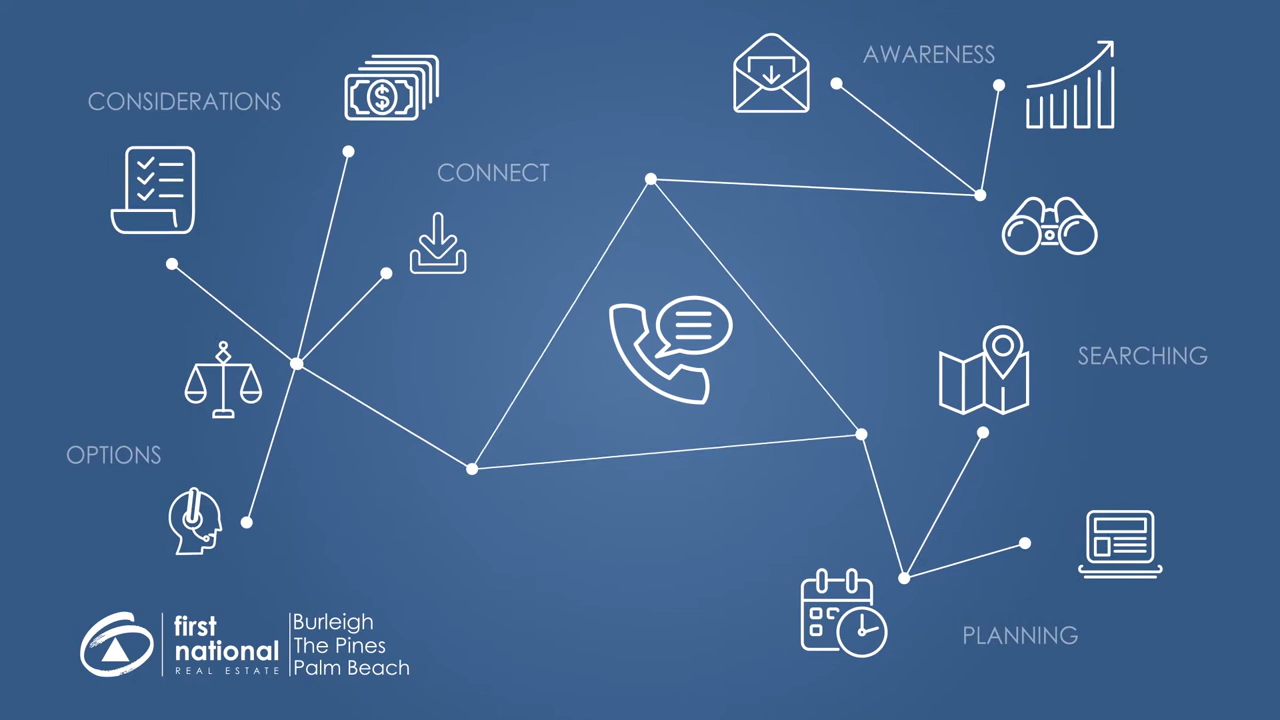 AWARENESS
CONSIDERATIONS
$
CONNECT
SEARCHING
OPTIONS
PLANNING
first
national
REAL ESTATE
Burleigh
The Pines
Palm Beach